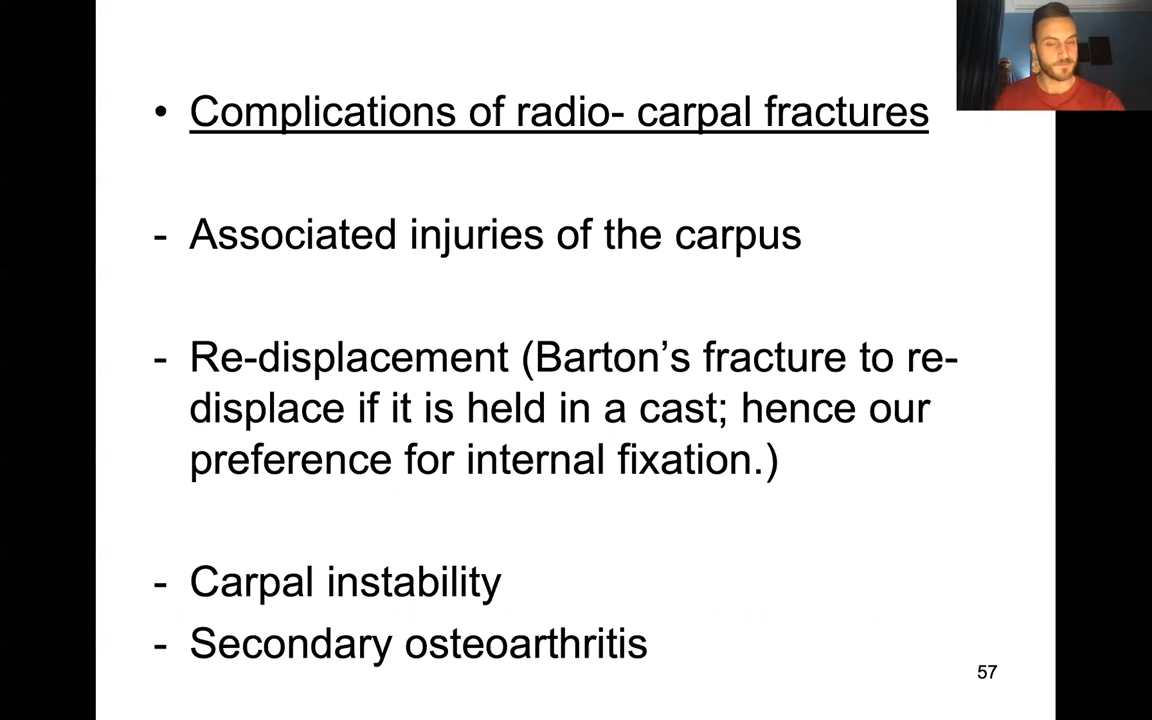 • Complications of radio- carpal fractures
- Associated injuries of the carpus
- Re-displacement (Barton’s fracture to re-
displace if it is held in a cast; hence our
preference for internal fixation.)
- Carpal instability
- Secondary osteoarthritis
57